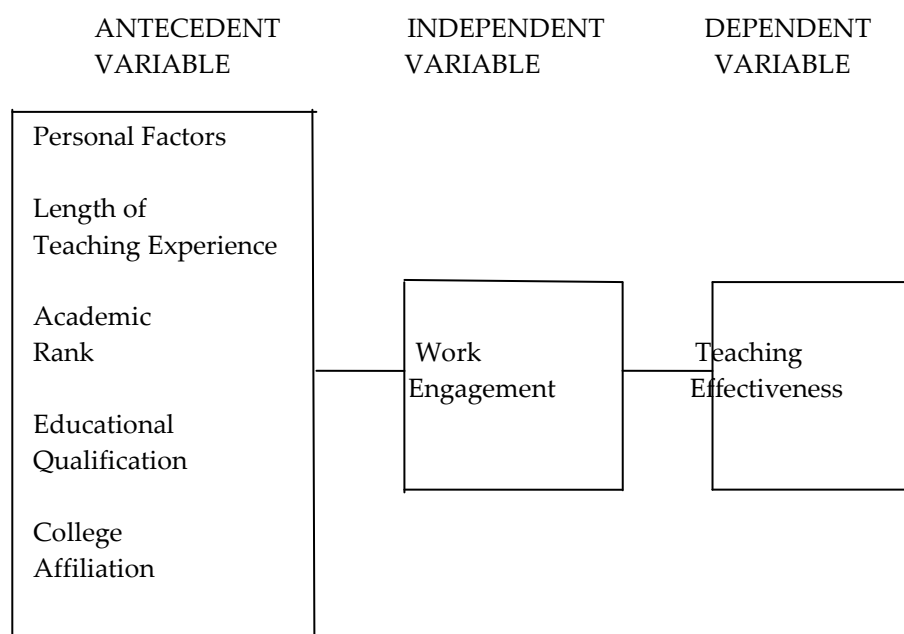 ANTECEDENT
VARIABLE
INDEPENDENT
VARIABLE
DEPENDENT
VARIABLE
Personal Factors
Length of
Teaching Experience
Academic
Rank
Educational
Qualification
College
Affiliation
Work
Engagement
Teaching
Effectiveness